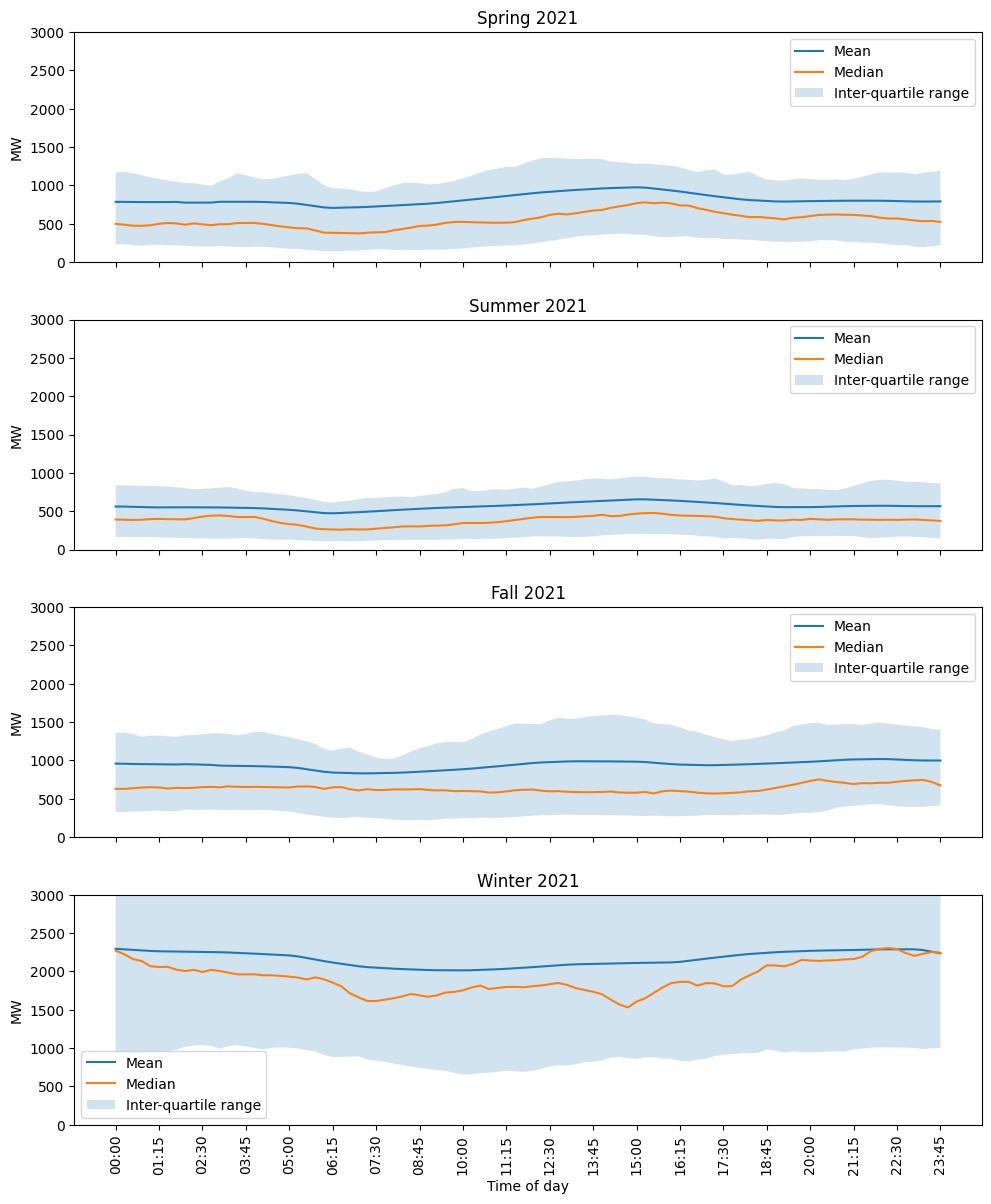 Spring 2021
3000
2500
2000
1500
1000
500
0
MW
Mean
Median
Inter-quartile range
Summer 2021
3000
2500
2000
1500
1000
500
0
MW
Mean
Median
Inter-quartile range
Fall 2021
3000
2500
2000
1500
1000
500
0
MW
Mean
Median
Inter-quartile range
Winter 2021
3000
2500
2000
1500
1000
500
0
MW
Mean
Median
Inter-quartile range
00:00
01:15
02:30
03:45
05:00
06:15
07:30
08:45
10:00
11:15
12:30
13:45
15:00
16:15
17:30
18:45
20:00
21:15
22:30
23:45
Time of day